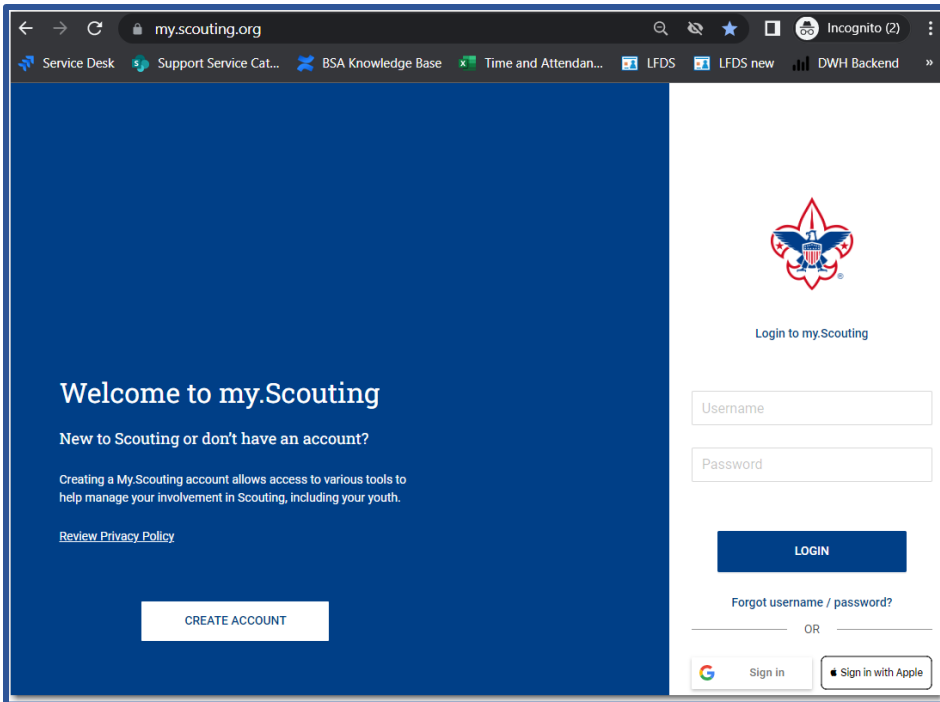 my.scouting.org
Incognito (2)
Service Desk
Support Service Cat...
BSA Knowledge Base
Time and Attendan...
LFDS
LFDS new
DWH Backend
»
Welcome to my.Scouting
New to Scouting or don't have an account?
Creating a My.Scouting account allows access to various tools to
help manage your involvement in Scouting, including your youth.
Review Privacy Policy
CREATE ACCOUNT
Login to my.Scouting
Username
Password
LOGIN
Forgot username / password?
OR
Sign in
Sign in with Apple